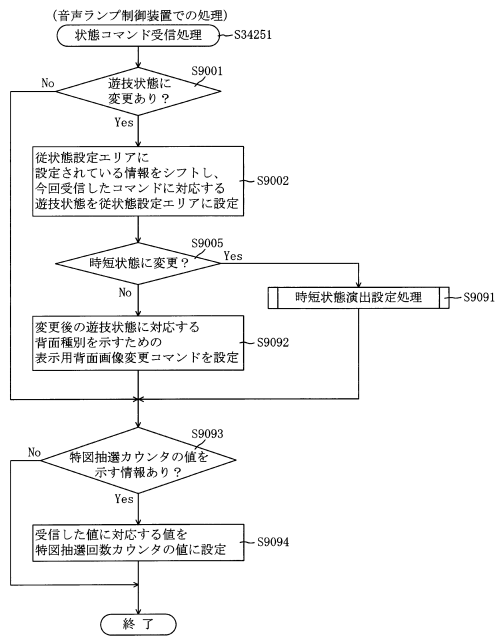 (音声ランプ制御装置での処理)
状態コマンド受信処理
S34251
S9001
遊技状態に
変更あり？
No
Yes
従状態設定エリアに
設定されている情報をシフトし、
今回受信したコマンドに対応する
遊技状態を従状態設定エリアに設定
S9002
S9005
時短状態に変更？
Yes
No
時短状態演出設定処理
S9091
変更後の遊技状態に対応する
背面種別を示すための
表示用背面画像変更コマンドを設定
S9092
S9093
特図抽選カウンタの値を
示す情報あり？
No
Yes
受信した値に対応する値を
特図抽選回数カウンタの値に設定
S9094
終 了